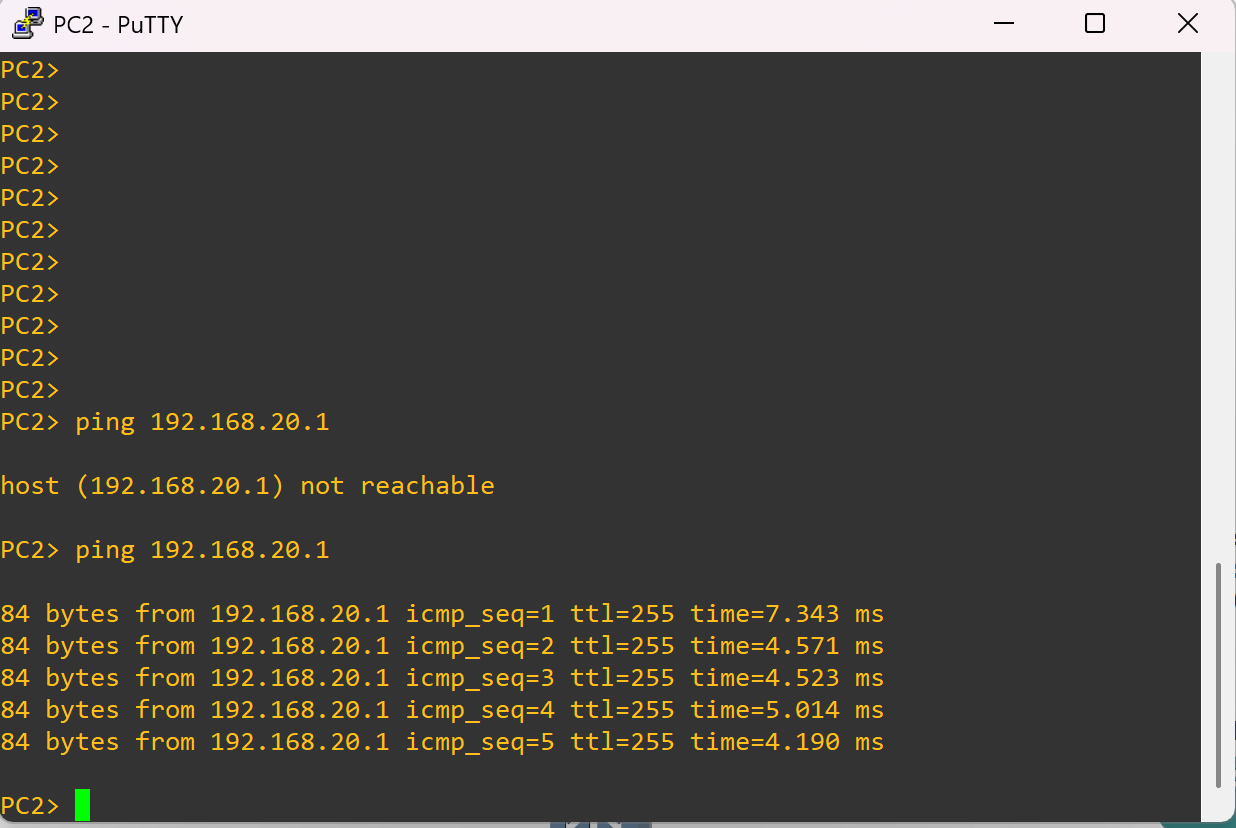 PC2 - PuTTY
PC2>
PC2>
PC2>
PC2>
PC2>
PC2>
PC2>
PC2>
PC2>
PC2>
PC2>
PC2> ping 192.168.20.1
host (192.168.20.1) not reachable
PC2> ping 192.168.20.1
84 bytes from 192.168.20.1 icmp_seq=1 ttl=255 time=7.343 ms
84 bytes from 192.168.20.1 icmp_seq=2 ttl=255 time=4.571 ms
84 bytes from 192.168.20.1 icmp_seq=3 ttl=255 time=4.523 ms
84 bytes from 192.168.20.1 icmp_seq=4 ttl=255 time=5.014 ms
84 bytes from 192.168.20.1 icmp_seq=5 ttl=255 time=4.190 ms
PC2>